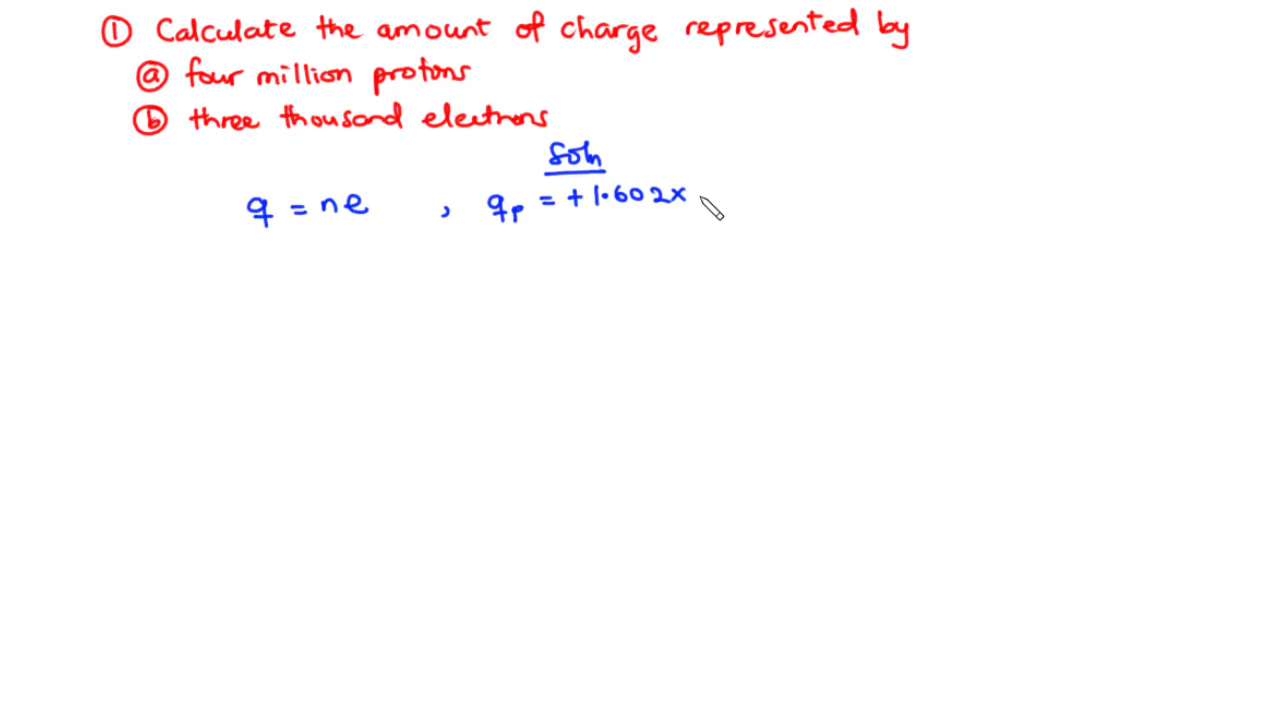 ① Calculate the amount of charge represented by
ⓐ four million protons
ⓑ three thousand electrons
Soln
q = ne , qp = +1.602x